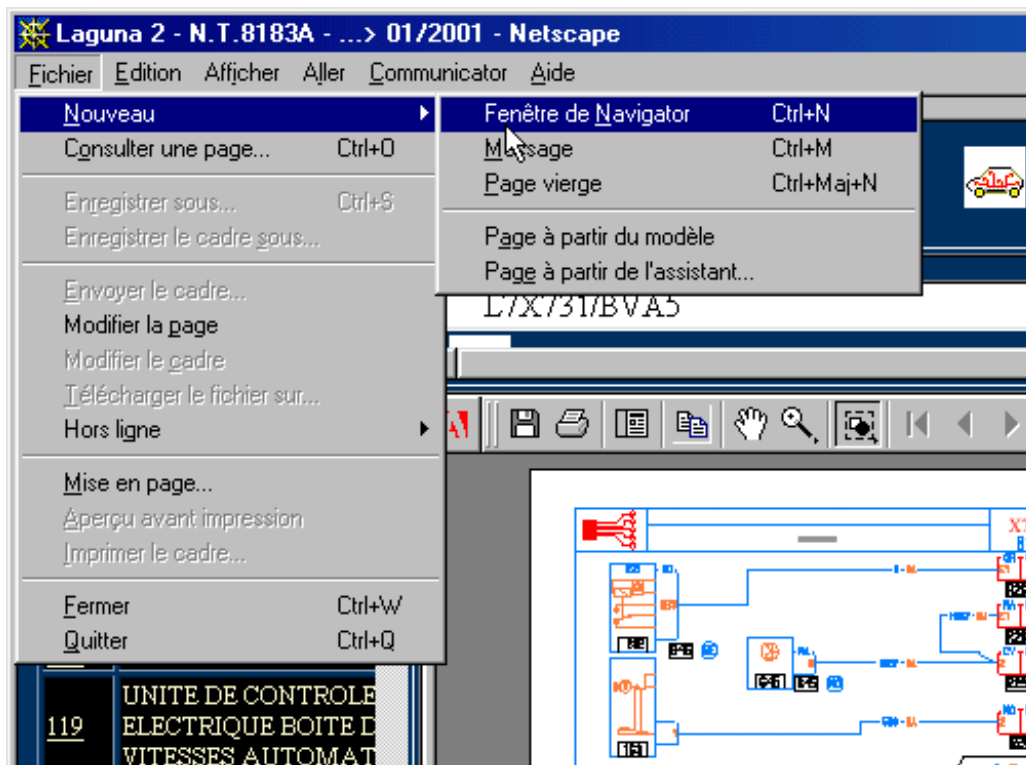 Laguna 2 - N.T.8183A - ...> 01/2001 - Netscape
Fichier Edition Afficher Aller Communicator Aide
Nouveau
Consulter une page... Ctrl+O
Enregistrer sous... Ctrl+S
Enregistrer le cadre sous...
Envoyer le cadre...
Modifier la page
Modifier le cadre
Télécharger le fichier sur...
Hors ligne
Mise en page...
Aperçu avant impression
Imprimer le cadre...
Fermer Ctrl+W
Quitter Ctrl+Q
Fenêtre de Navigator Ctrl+N
Message Ctrl+M
Page vierge Ctrl+Maj+N
Page à partir du modèle
Page à partir de l'assistant...
L7X731/BVA5
119
UNITE DE CONTROLE
ELECTRIQUE BOITE D
VITESSES AUTOMAT